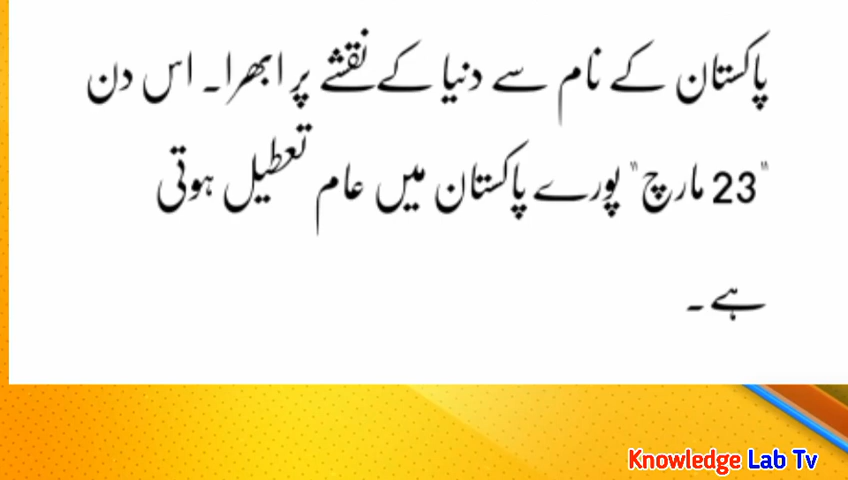 پاکستان کے نام سے دنیا کے نقشے پر ابھرا۔ اس دن
"23 مارچ" پورے پاکستان میں عام تعطیل ہوتی
ہے۔
Knowledge Lab Tv